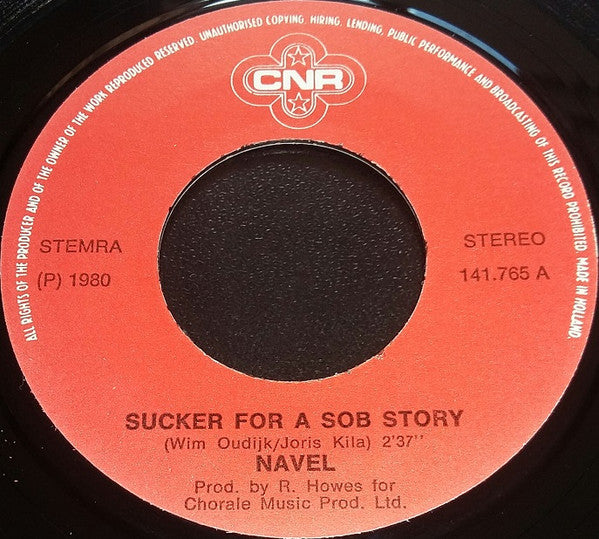 ALL RIGHTS OF THE PRODUCER AND OF THE OWNER OF THE WORK REPRODUCED RESERVED. UNAUTHORISED COPYING, HIRING, LENDING, PUBLIC PERFORMANCE AND BROADCASTING OF THIS RECORD PROHIBITED. MADE IN HOLLAND.
CNR
STEMRA
(P) 1980
STEREO
141.765 A
SUCKER FOR A SOB STORY
(Wim Oudijk/Joris Kila) 2'37"
NAVEL
Prod. by R. Howes for
Chorale Music Prod. Ltd.